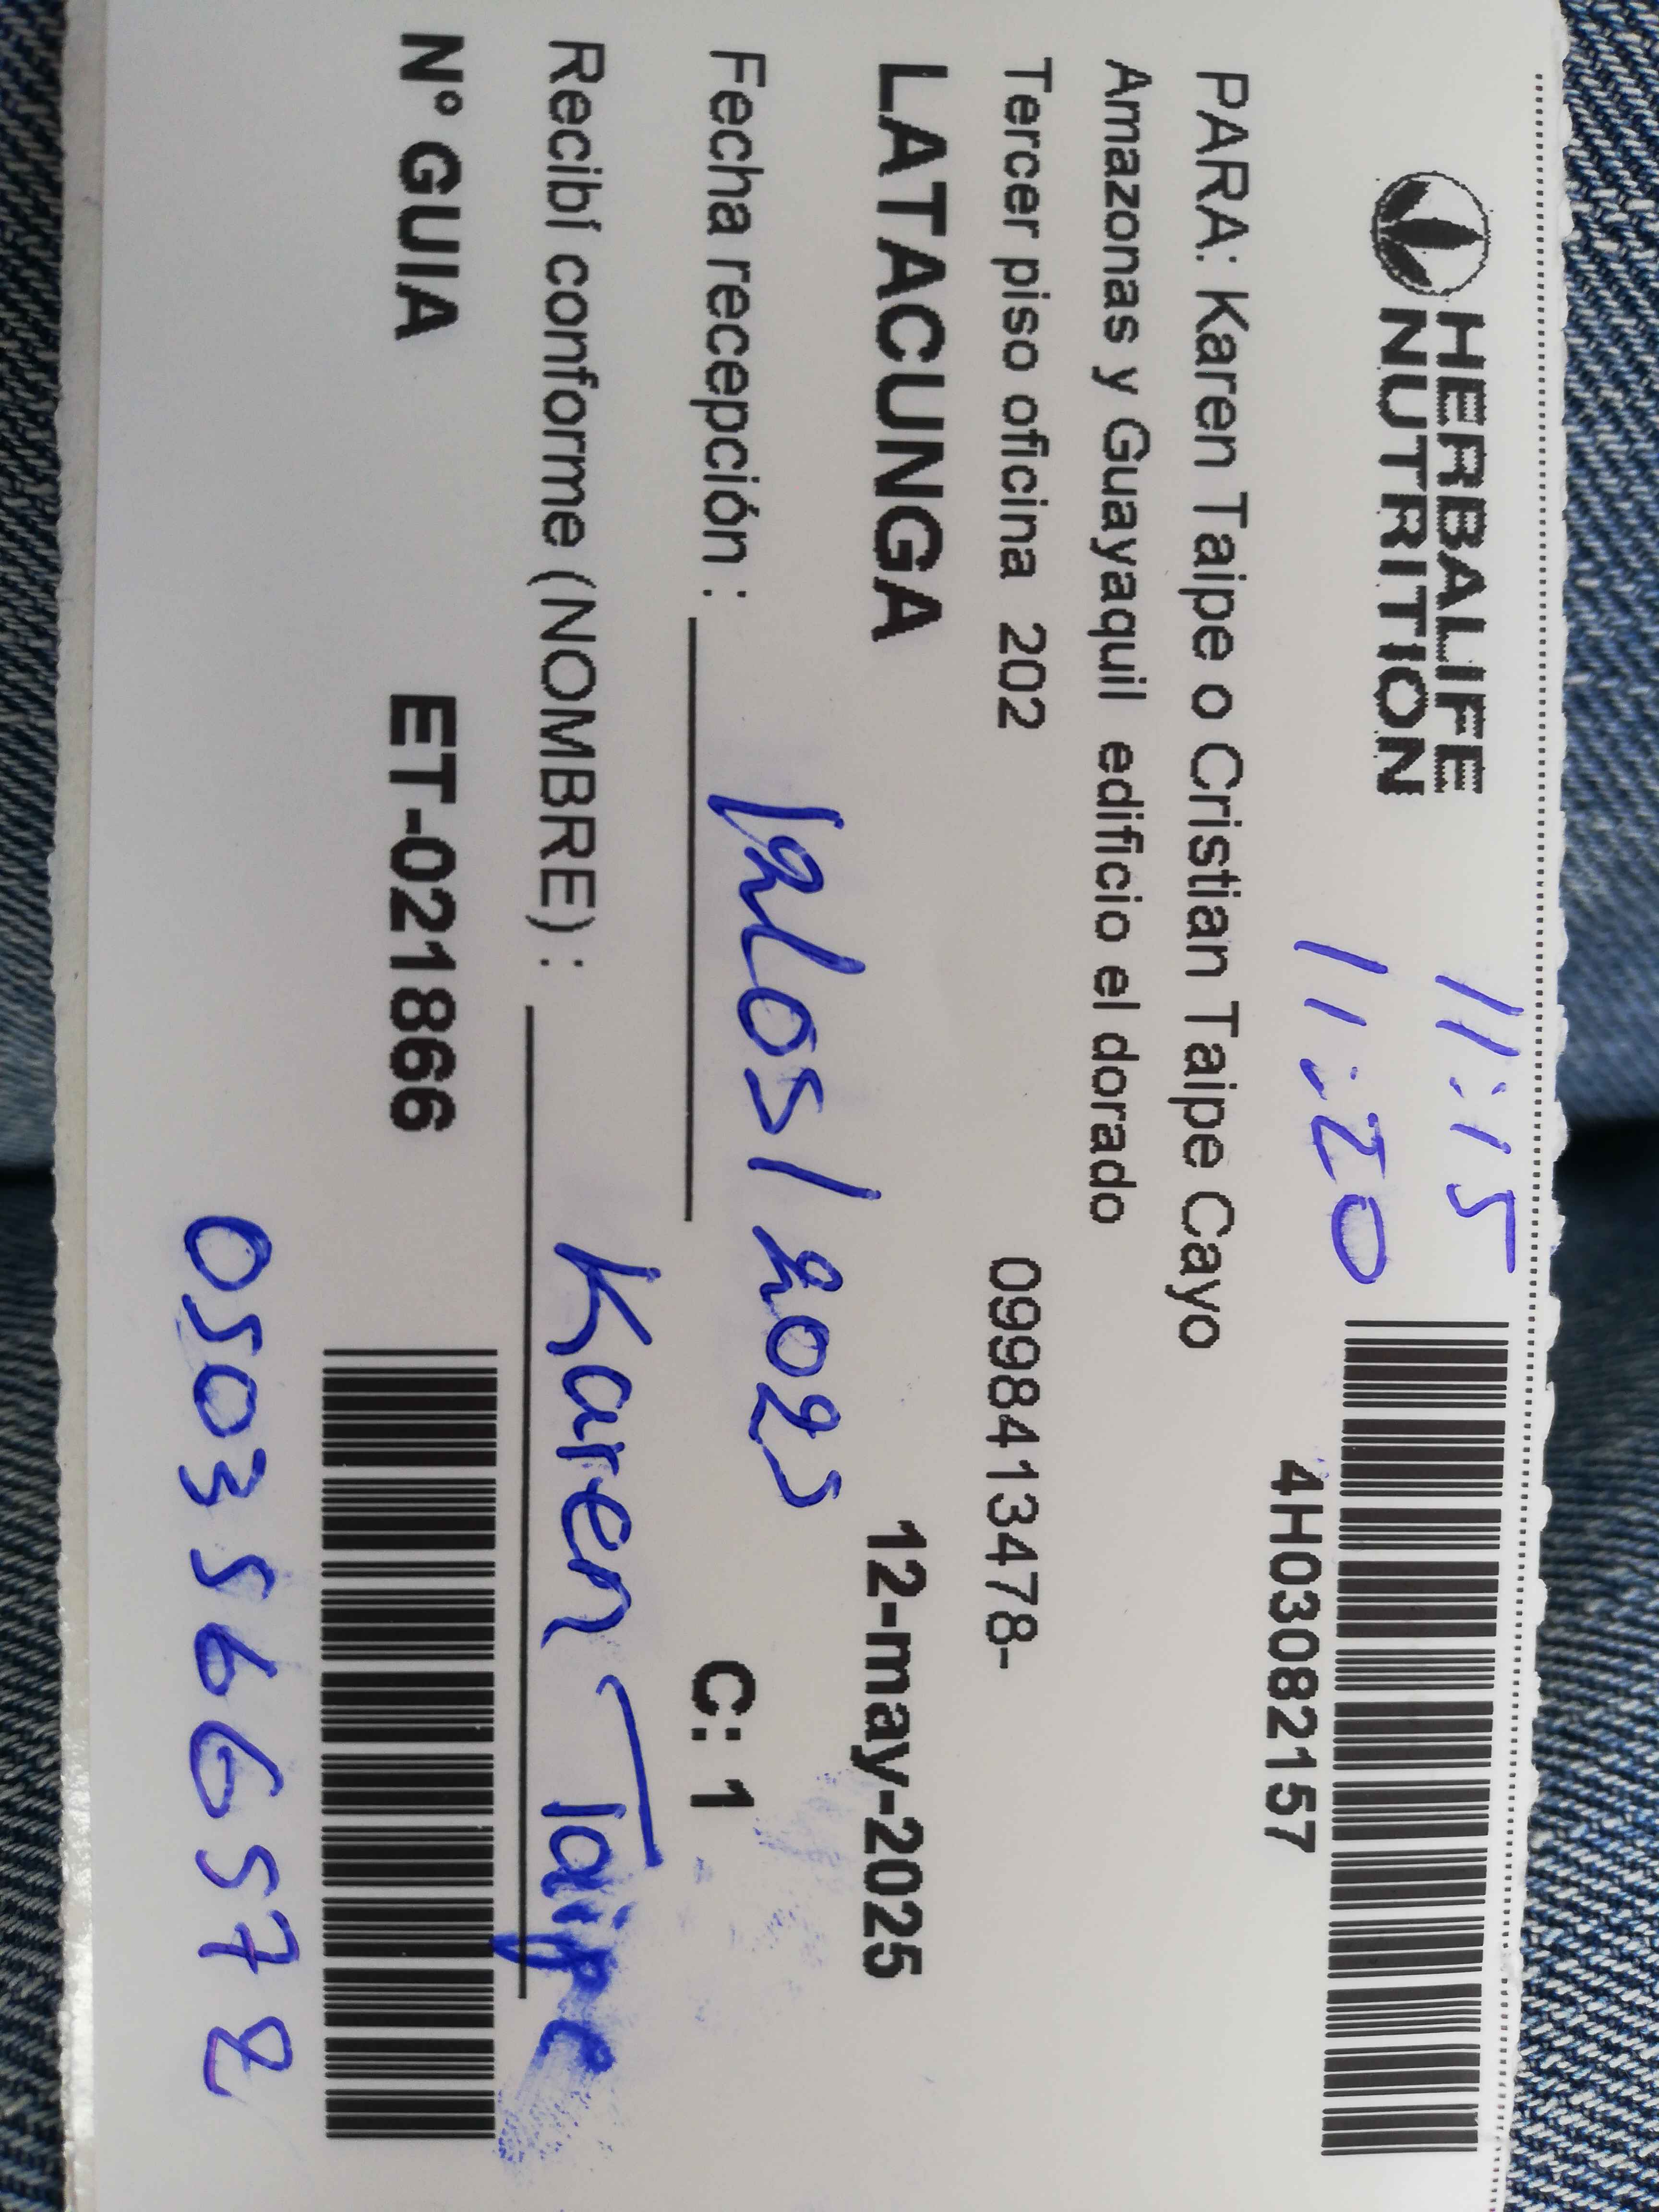 HERBALIFE
NUTRITION
11:15
11:20
4H03082157
PARA: Karen Taipe o Cristian Taipe Cayo
Amazonas y Guayaquil edificio el dorado
Tercer piso oficina 202 0998413478-
LATACUNGA 12-may-2025
Fecha recepción : 12/05/2025 C: 1
Recibí conforme (NOMBRE) : Karen Taipe
N° GUIA ET-021866
0503566578